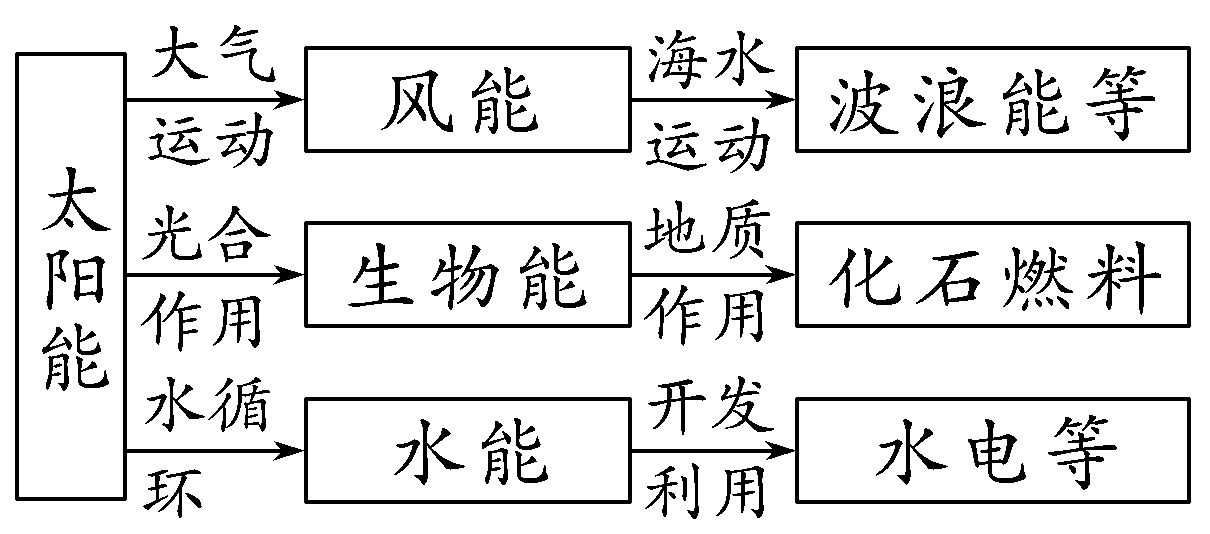 太阳能
大气
运动
风能
海水
运动
波浪能等
光合
作用
生物能
地质
作用
化石燃料
水循
环
水能
开发
利用
水电等